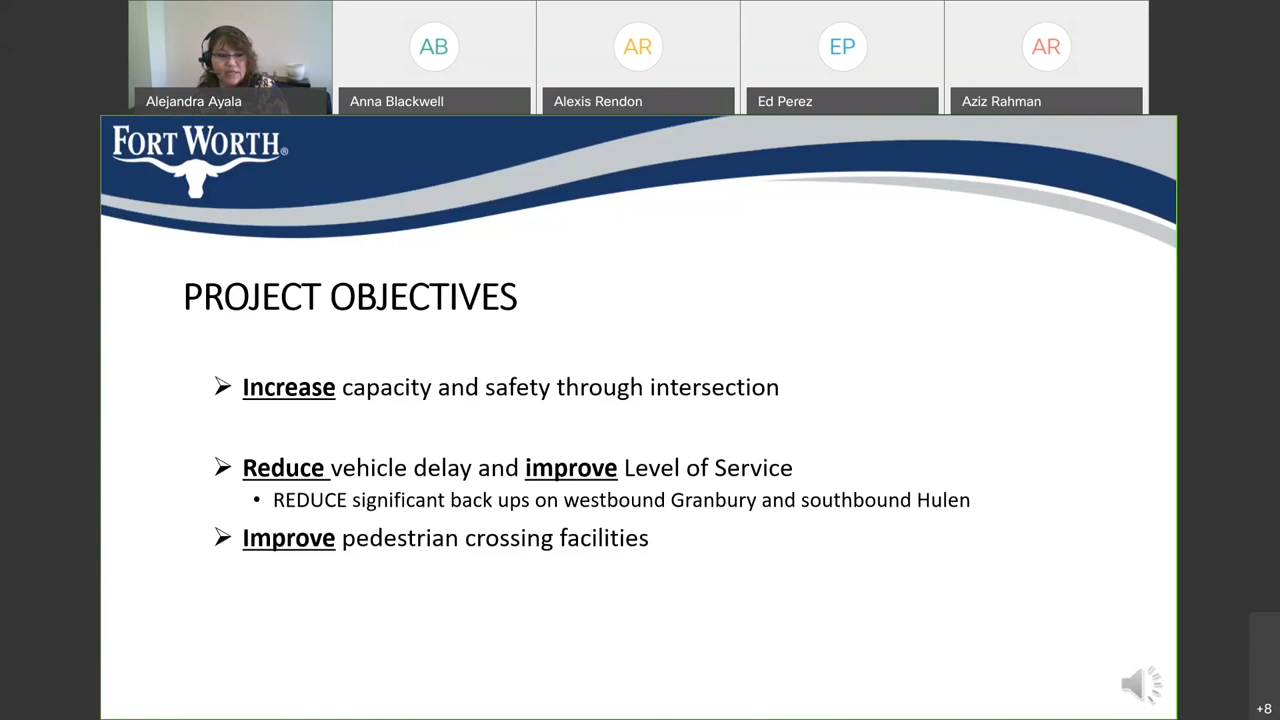 AB
AR
EP
AR
Alejandra Ayala
Anna Blackwell
Alexis Rendon
Ed Perez
Aziz Rahman
FORT WORTH®
PROJECT OBJECTIVES
➢ Increase capacity and safety through intersection
➢ Reduce vehicle delay and improve Level of Service
• REDUCE significant back ups on westbound Granbury and southbound Hulen
➢ Improve pedestrian crossing facilities
+8